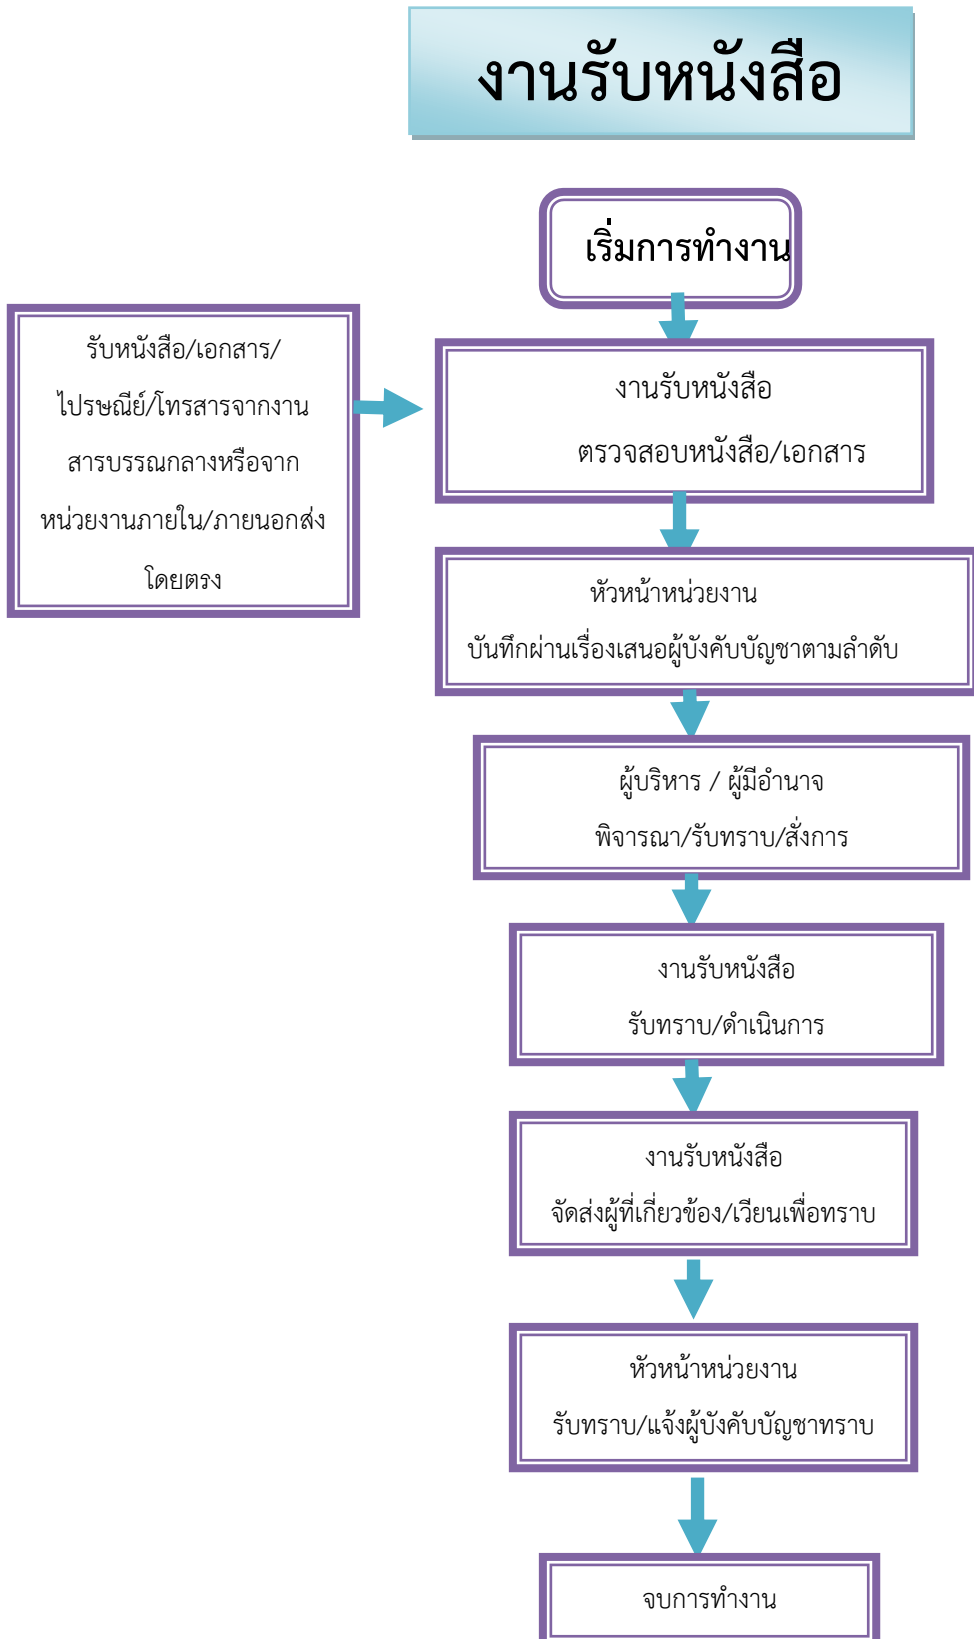 งานรับหนังสือ
เริ่มการทำงาน
รับหนังสือ/เอกสาร/
ไปรษณีย์/โทรสารจากงาน
สารบรรณกลางหรือจาก
หน่วยงานภายใน/ภายนอกส่ง
โดยตรง
งานรับหนังสือ
ตรวจสอบหนังสือ/เอกสาร
หัวหน้าหน่วยงาน
บันทึกผ่านเรื่องเสนอผู้บังคับบัญชาตามลำดับ
ผู้บริหาร / ผู้มีอำนาจ
พิจารณา/รับทราบ/สั่งการ
งานรับหนังสือ
รับทราบ/ดำเนินการ
งานรับหนังสือ
จัดส่งผู้ที่เกี่ยวข้อง/เวียนเพื่อทราบ
หัวหน้าหน่วยงาน
รับทราบ/แจ้งผู้บังคับบัญชาทราบ
จบการทำงาน